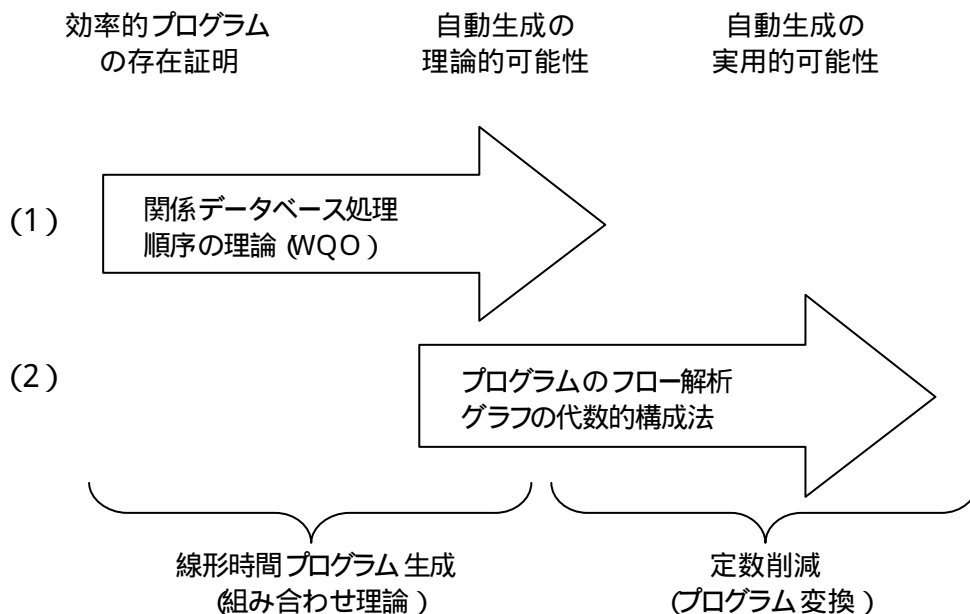 効率的プログラム
の存在証明
自動生成の
理論的可能性
自動生成の
実用的可能性
(1)
関係データベース処理
順序の理論 (WQO)
(2)
プログラムのフロー解析
グラフの代数的構成法
線形時間プログラム生成
(組み合わせ理論)
定数削減
(プログラム変換)